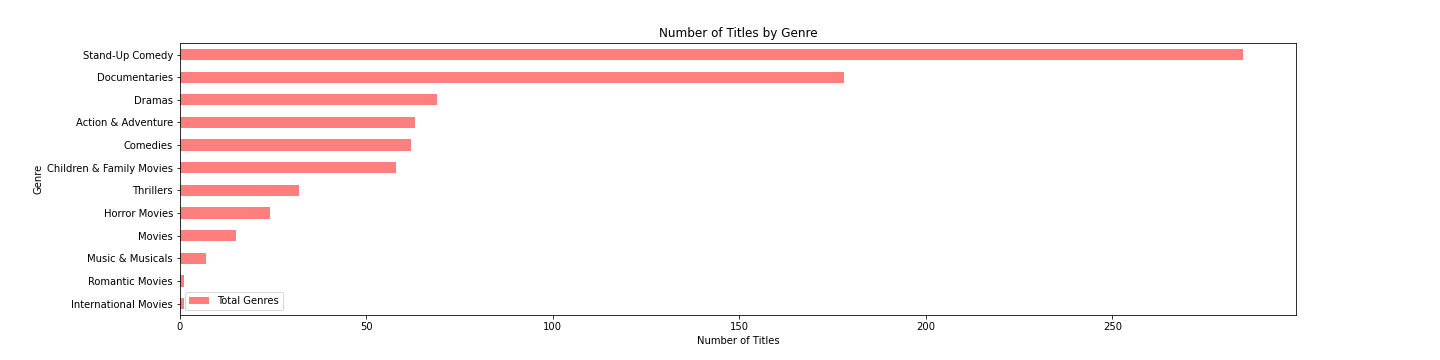 Number of Titles by Genre
Genre
Stand-Up Comedy
Documentaries
Dramas
Action & Adventure
Comedies
Children & Family Movies
Thrillers
Horror Movies
Movies
Music & Musicals
Romantic Movies
International Movies
Total Genres
0 50 100 150 200 250
Number of Titles